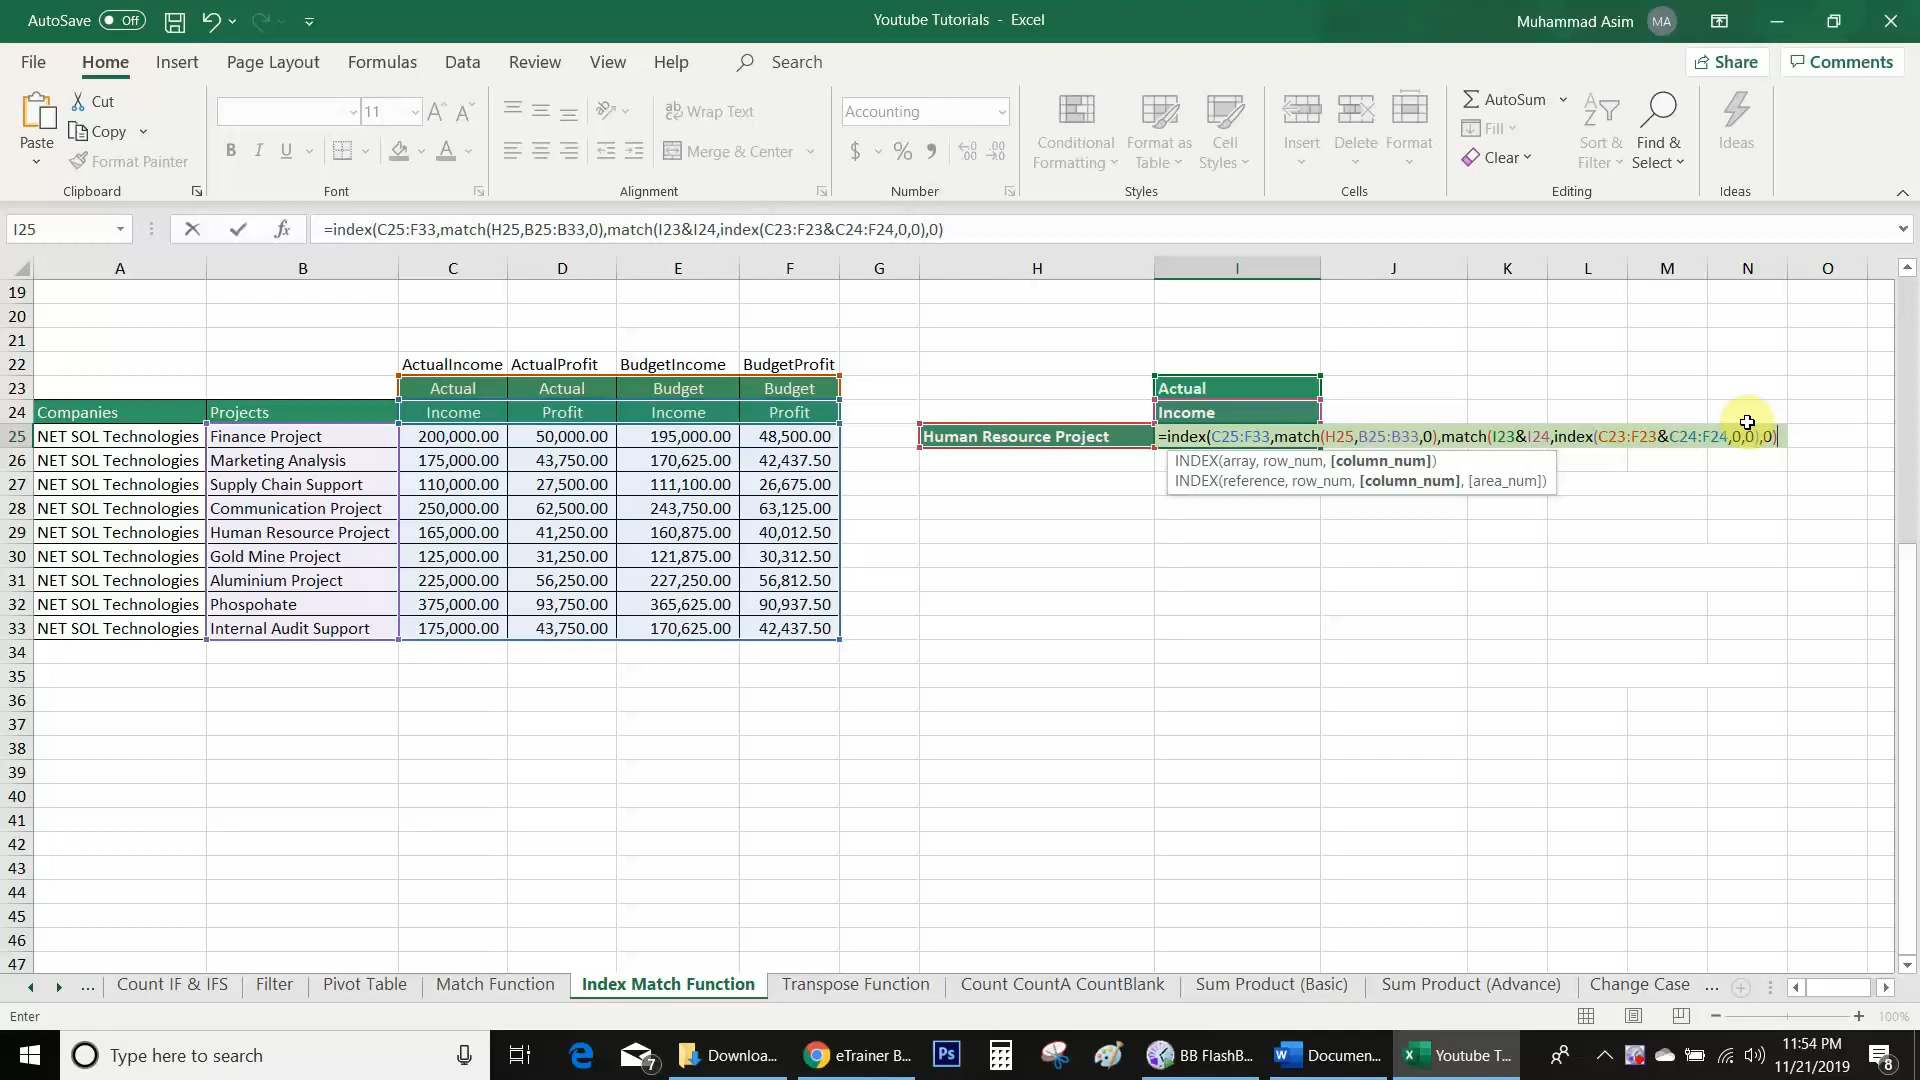 AutoSave Off Youtube Tutorials - Excel Muhammad Asim MA
File Home Insert Page Layout Formulas Data Review View Help Search Share Comments
Paste Cut Copy Format Painter Clipboard
11 B I U A A A Font
ab Wrap Text Merge & Center Alignment
Accounting $ % , Number
Conditional Formatting Format as Table Cell Styles Styles
Insert Delete Format Cells
AutoSum Fill Clear Sort & Filter Find & Select Editing
Ideas Ideas
I25 fx =index(C25:F33,match(H25,B25:B33,0),match(I23&I24,index(C23:F23&C24:F24,0,0),0)
A B C D E F G H I J K L M N O
19
20
21
22 ActualIncome ActualProfit BudgetIncome BudgetProfit
23 Actual Actual Budget Budget Actual
24 Companies Projects Income Profit Income Profit Income
25 NET SOL Technologies Finance Project 200,000.00 50,000.00 195,000.00 48,500.00 Human Resource Project =index(C25:F33,match(H25,B25:B33,0),match(I23&I24,index(C23:F23&C24:F24,0,0),0)
26 NET SOL Technologies Marketing Analysis 175,000.00 43,750.00 170,625.00 42,437.50 INDEX(array, row_num, [column_num])
27 NET SOL Technologies Supply Chain Support 110,000.00 27,500.00 111,100.00 26,675.00 INDEX(reference, row_num, [column_num], [area_num])
28 NET SOL Technologies Communication Project 250,000.00 62,500.00 243,750.00 63,125.00
29 NET SOL Technologies Human Resource Project 165,000.00 41,250.00 160,875.00 40,012.50
30 NET SOL Technologies Gold Mine Project 125,000.00 31,250.00 121,875.00 30,312.50
31 NET SOL Technologies Aluminium Project 225,000.00 56,250.00 227,250.00 56,812.50
32 NET SOL Technologies Phospohate 375,000.00 93,750.00 365,625.00 90,937.50
33 NET SOL Technologies Internal Audit Support 175,000.00 43,750.00 170,625.00 42,437.50
34
35
36
37
38
39
40
41
42
43
44
45
46
47
... Count IF & IFS Filter Pivot Table Match Function Index Match Function Transpose Function Count CountA CountBlank Sum Product (Basic) Sum Product (Advance) Change Case ...
Enter 100%
Type here to search 7 Downloa... eTrainer B... Ps BB FlashB... Documen... Youtube T... 11:54 PM
11/21/2019 8